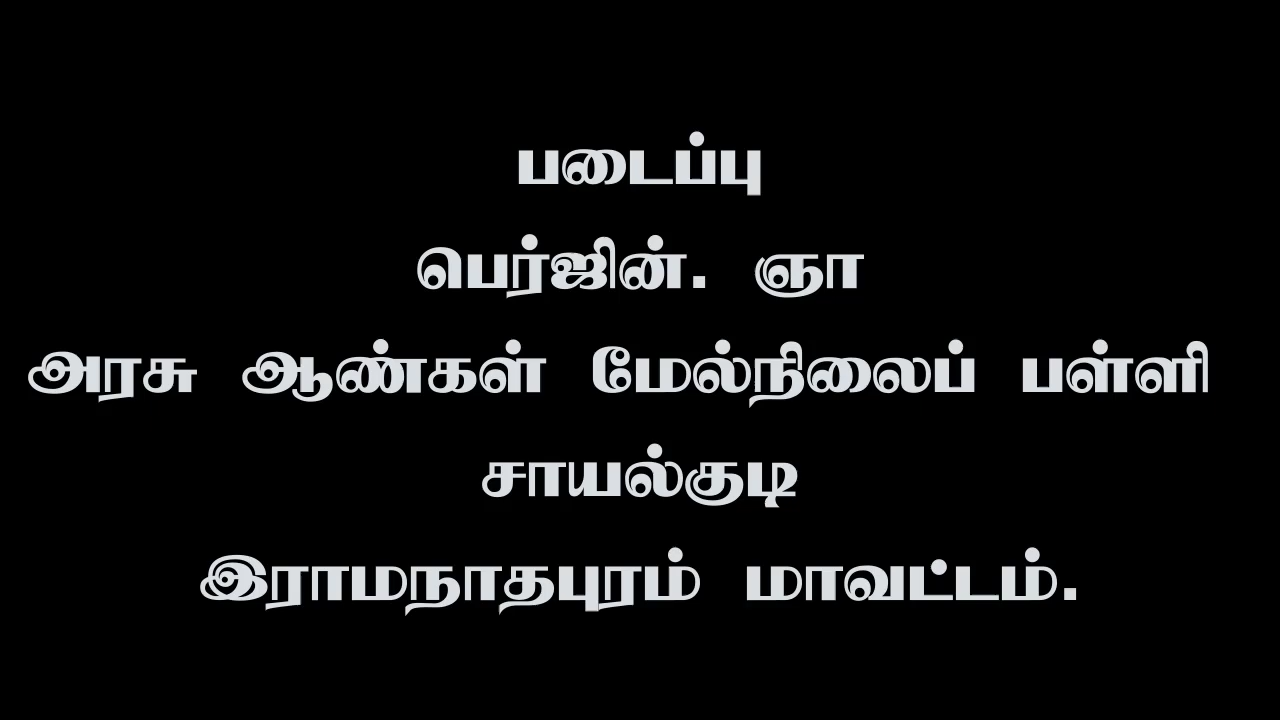 படைப்பு
பெர்ஜின். ஞா
அரசு ஆண்கள் மேல்நிலைப் பள்ளி
சாயல்குடி
இராமநாதபுரம் மாவட்டம்.